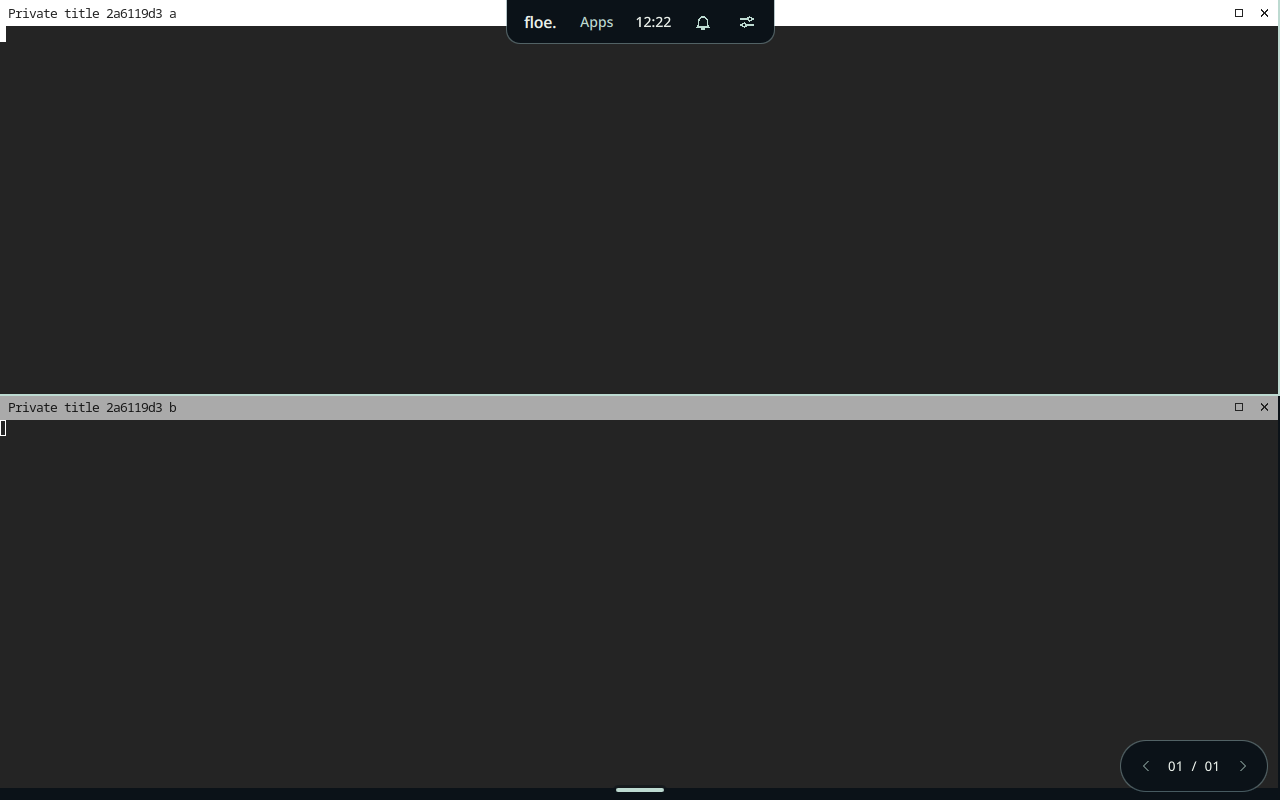 Private title 2a6119d3 a
floe. Apps 12:22
Private title 2a6119d3 b
01 / 01